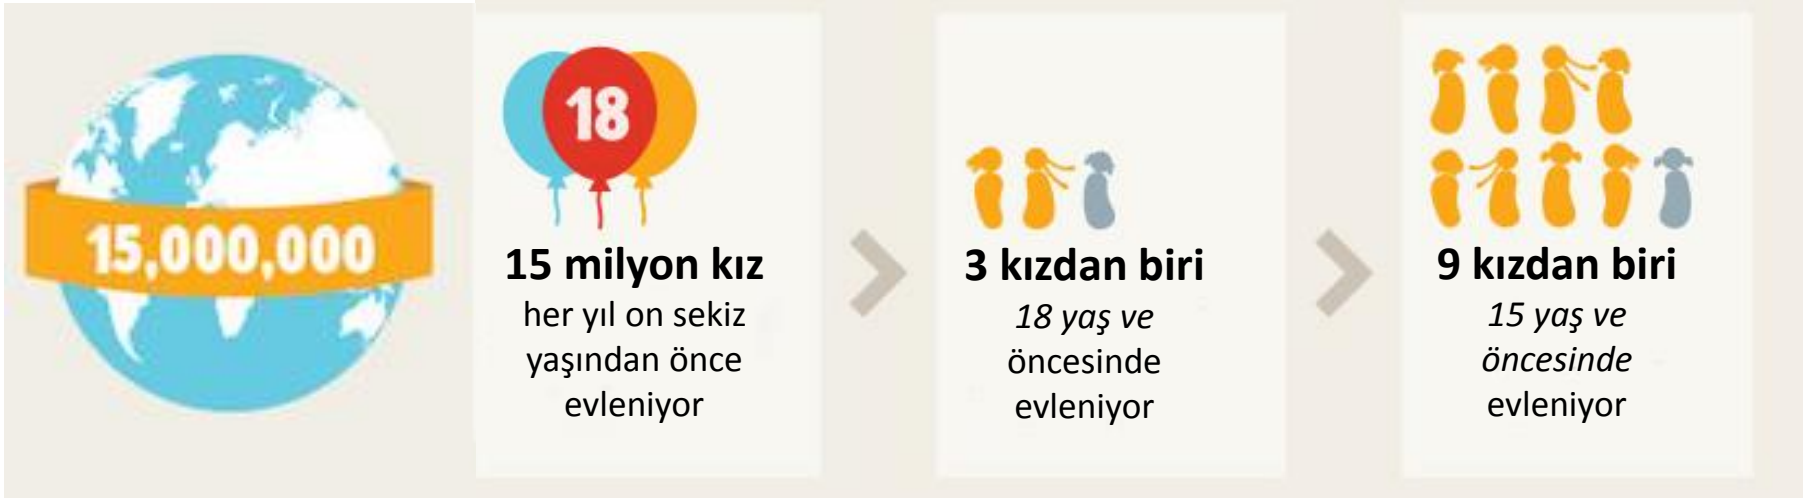 15,000,000
18
15 milyon kız
her yıl on sekiz
yaşından önce
evleniyor
3 kızdan biri
18 yaş ve
öncesinde
evleniyor
9 kızdan biri
15 yaş ve
öncesinde
evleniyor